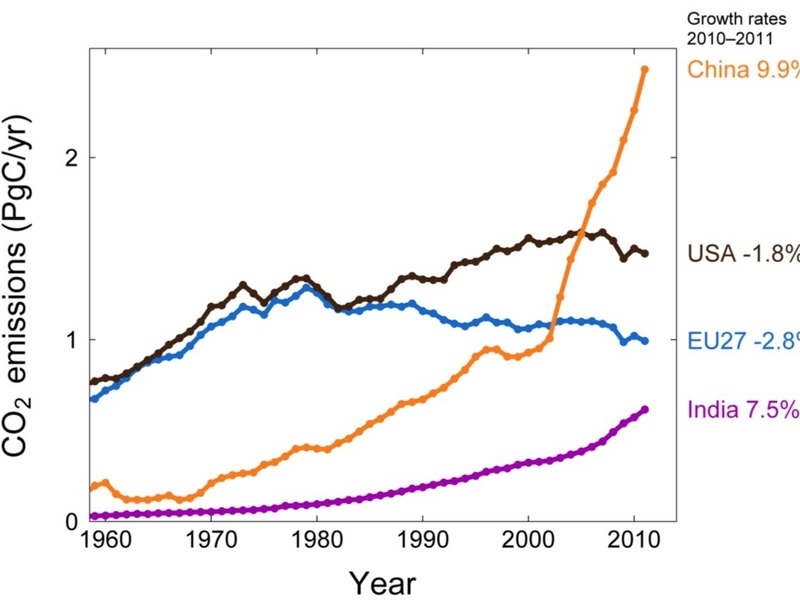 Growth rates
2010–2011
China 9.9%
USA -1.8%
EU27 -2.8%
India 7.5%
CO2 emissions (PgC/yr)
2
1
0
1960 1970 1980 1990 2000 2010
Year